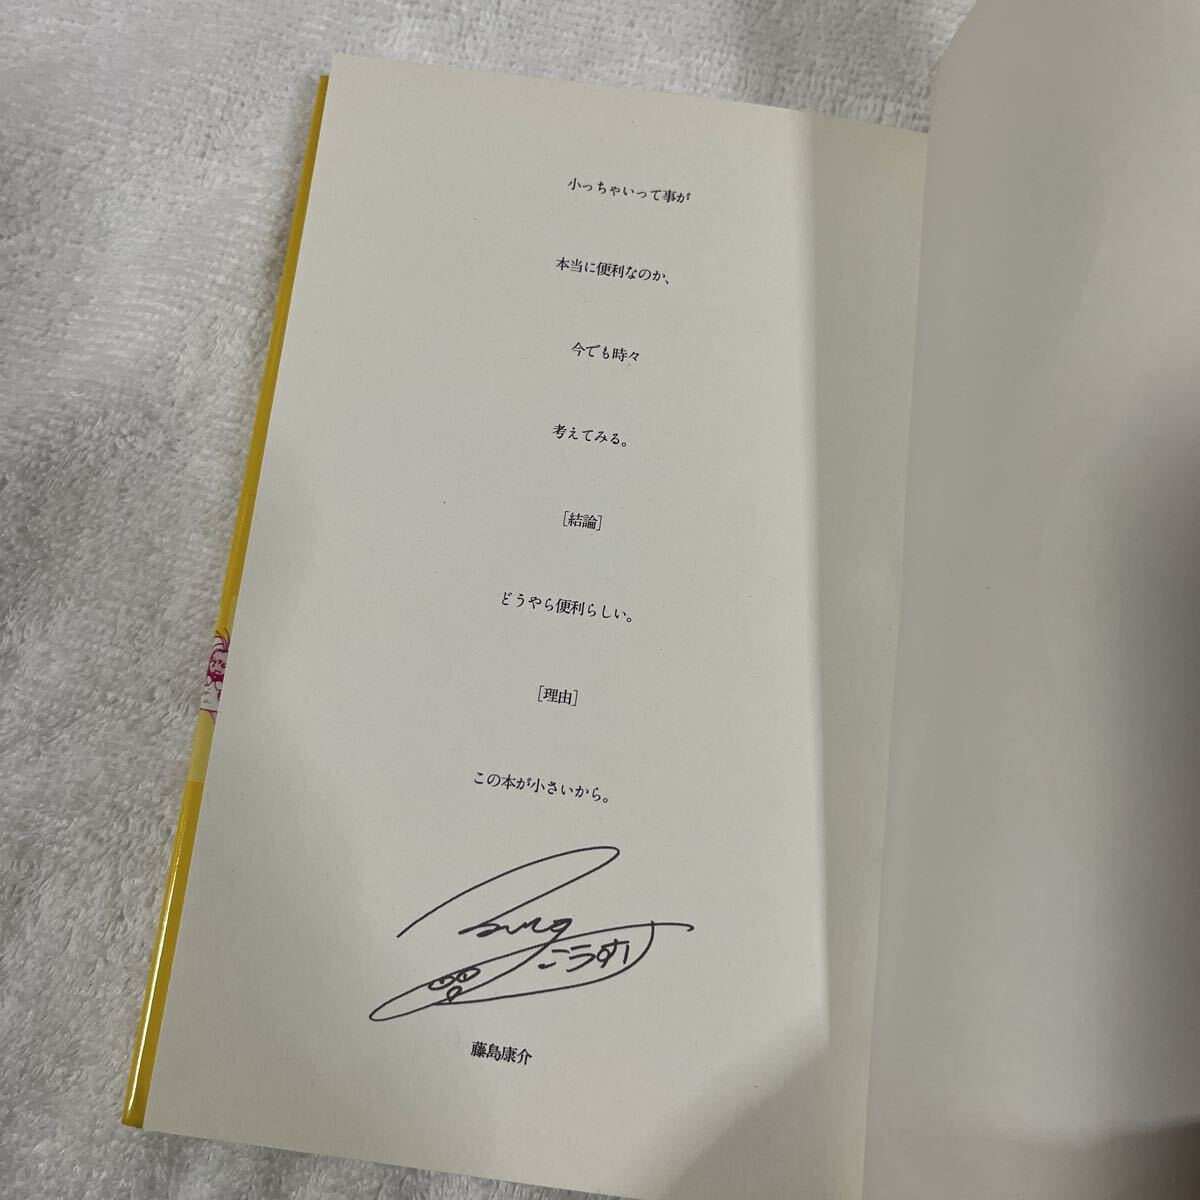 小っちゃいって事が
本当に便利なのか、
今でも時々
考えてみる。
［結論］
どうやら便利らしい。
［理由］
この本が小さいから。
こうすけ
藤島康介